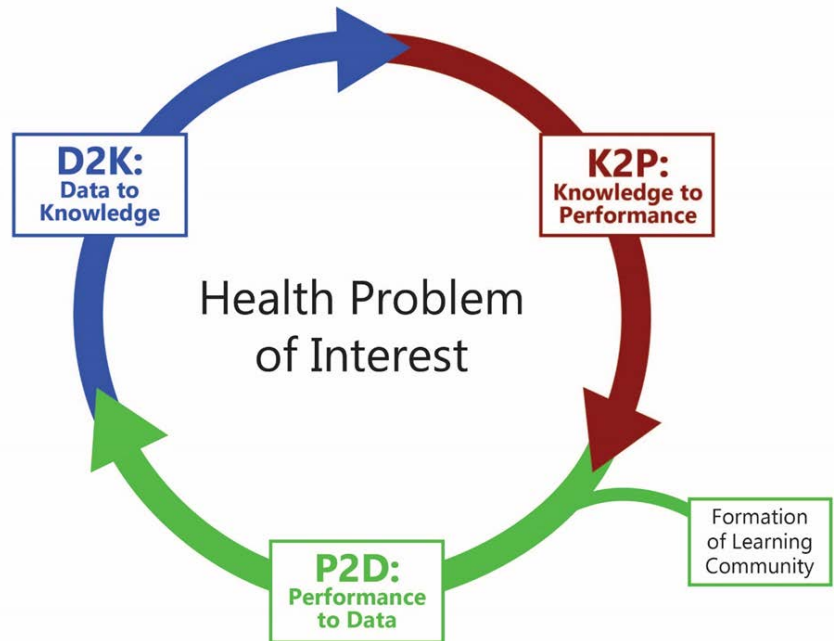 D2K:
Data to
Knowledge
K2P:
Knowledge to
Performance
Health Problem
of Interest
Formation
of Learning
Community
P2D:
Performance
to Data